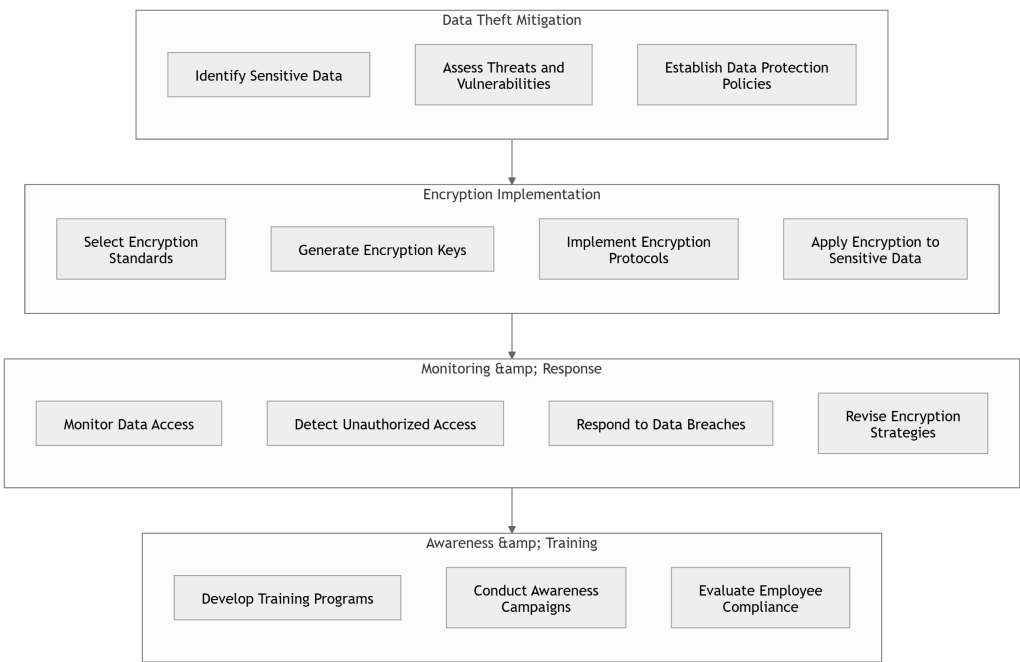 Data Theft Mitigation
Identify Sensitive Data
Assess Threats and
Vulnerabilities
Establish Data Protection
Policies
Encryption Implementation
Select Encryption
Standards
Generate Encryption Keys
Implement Encryption
Protocols
Apply Encryption to
Sensitive Data
Monitoring &amp; Response
Monitor Data Access
Detect Unauthorized Access
Respond to Data Breaches
Revise Encryption
Strategies
Awareness &amp; Training
Develop Training Programs
Conduct Awareness
Campaigns
Evaluate Employee
Compliance